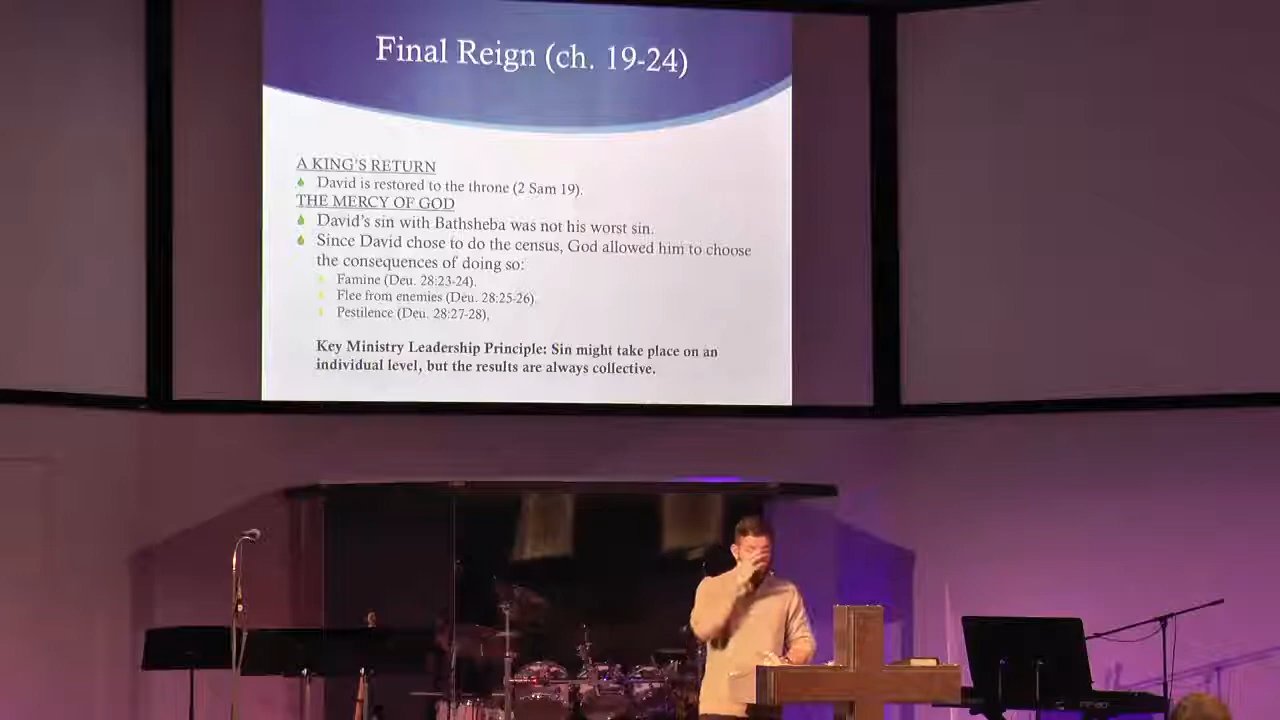 Final Reign (ch. 19-24)
A KING'S RETURN
David is restored to the throne (2 Sam 19).
THE MERCY OF GOD
David's sin with Bathsheba was not his worst sin.
Since David chose to do the census, God allowed him to choose
the consequences of doing so:
Famine (Deu. 28:23-24).
Flee from enemies (Deu. 28:25-26).
Pestilence (Deu. 28:27-28),
Key Ministry Leadership Principle: Sin might take place on an
individual level, but the results are always collective.